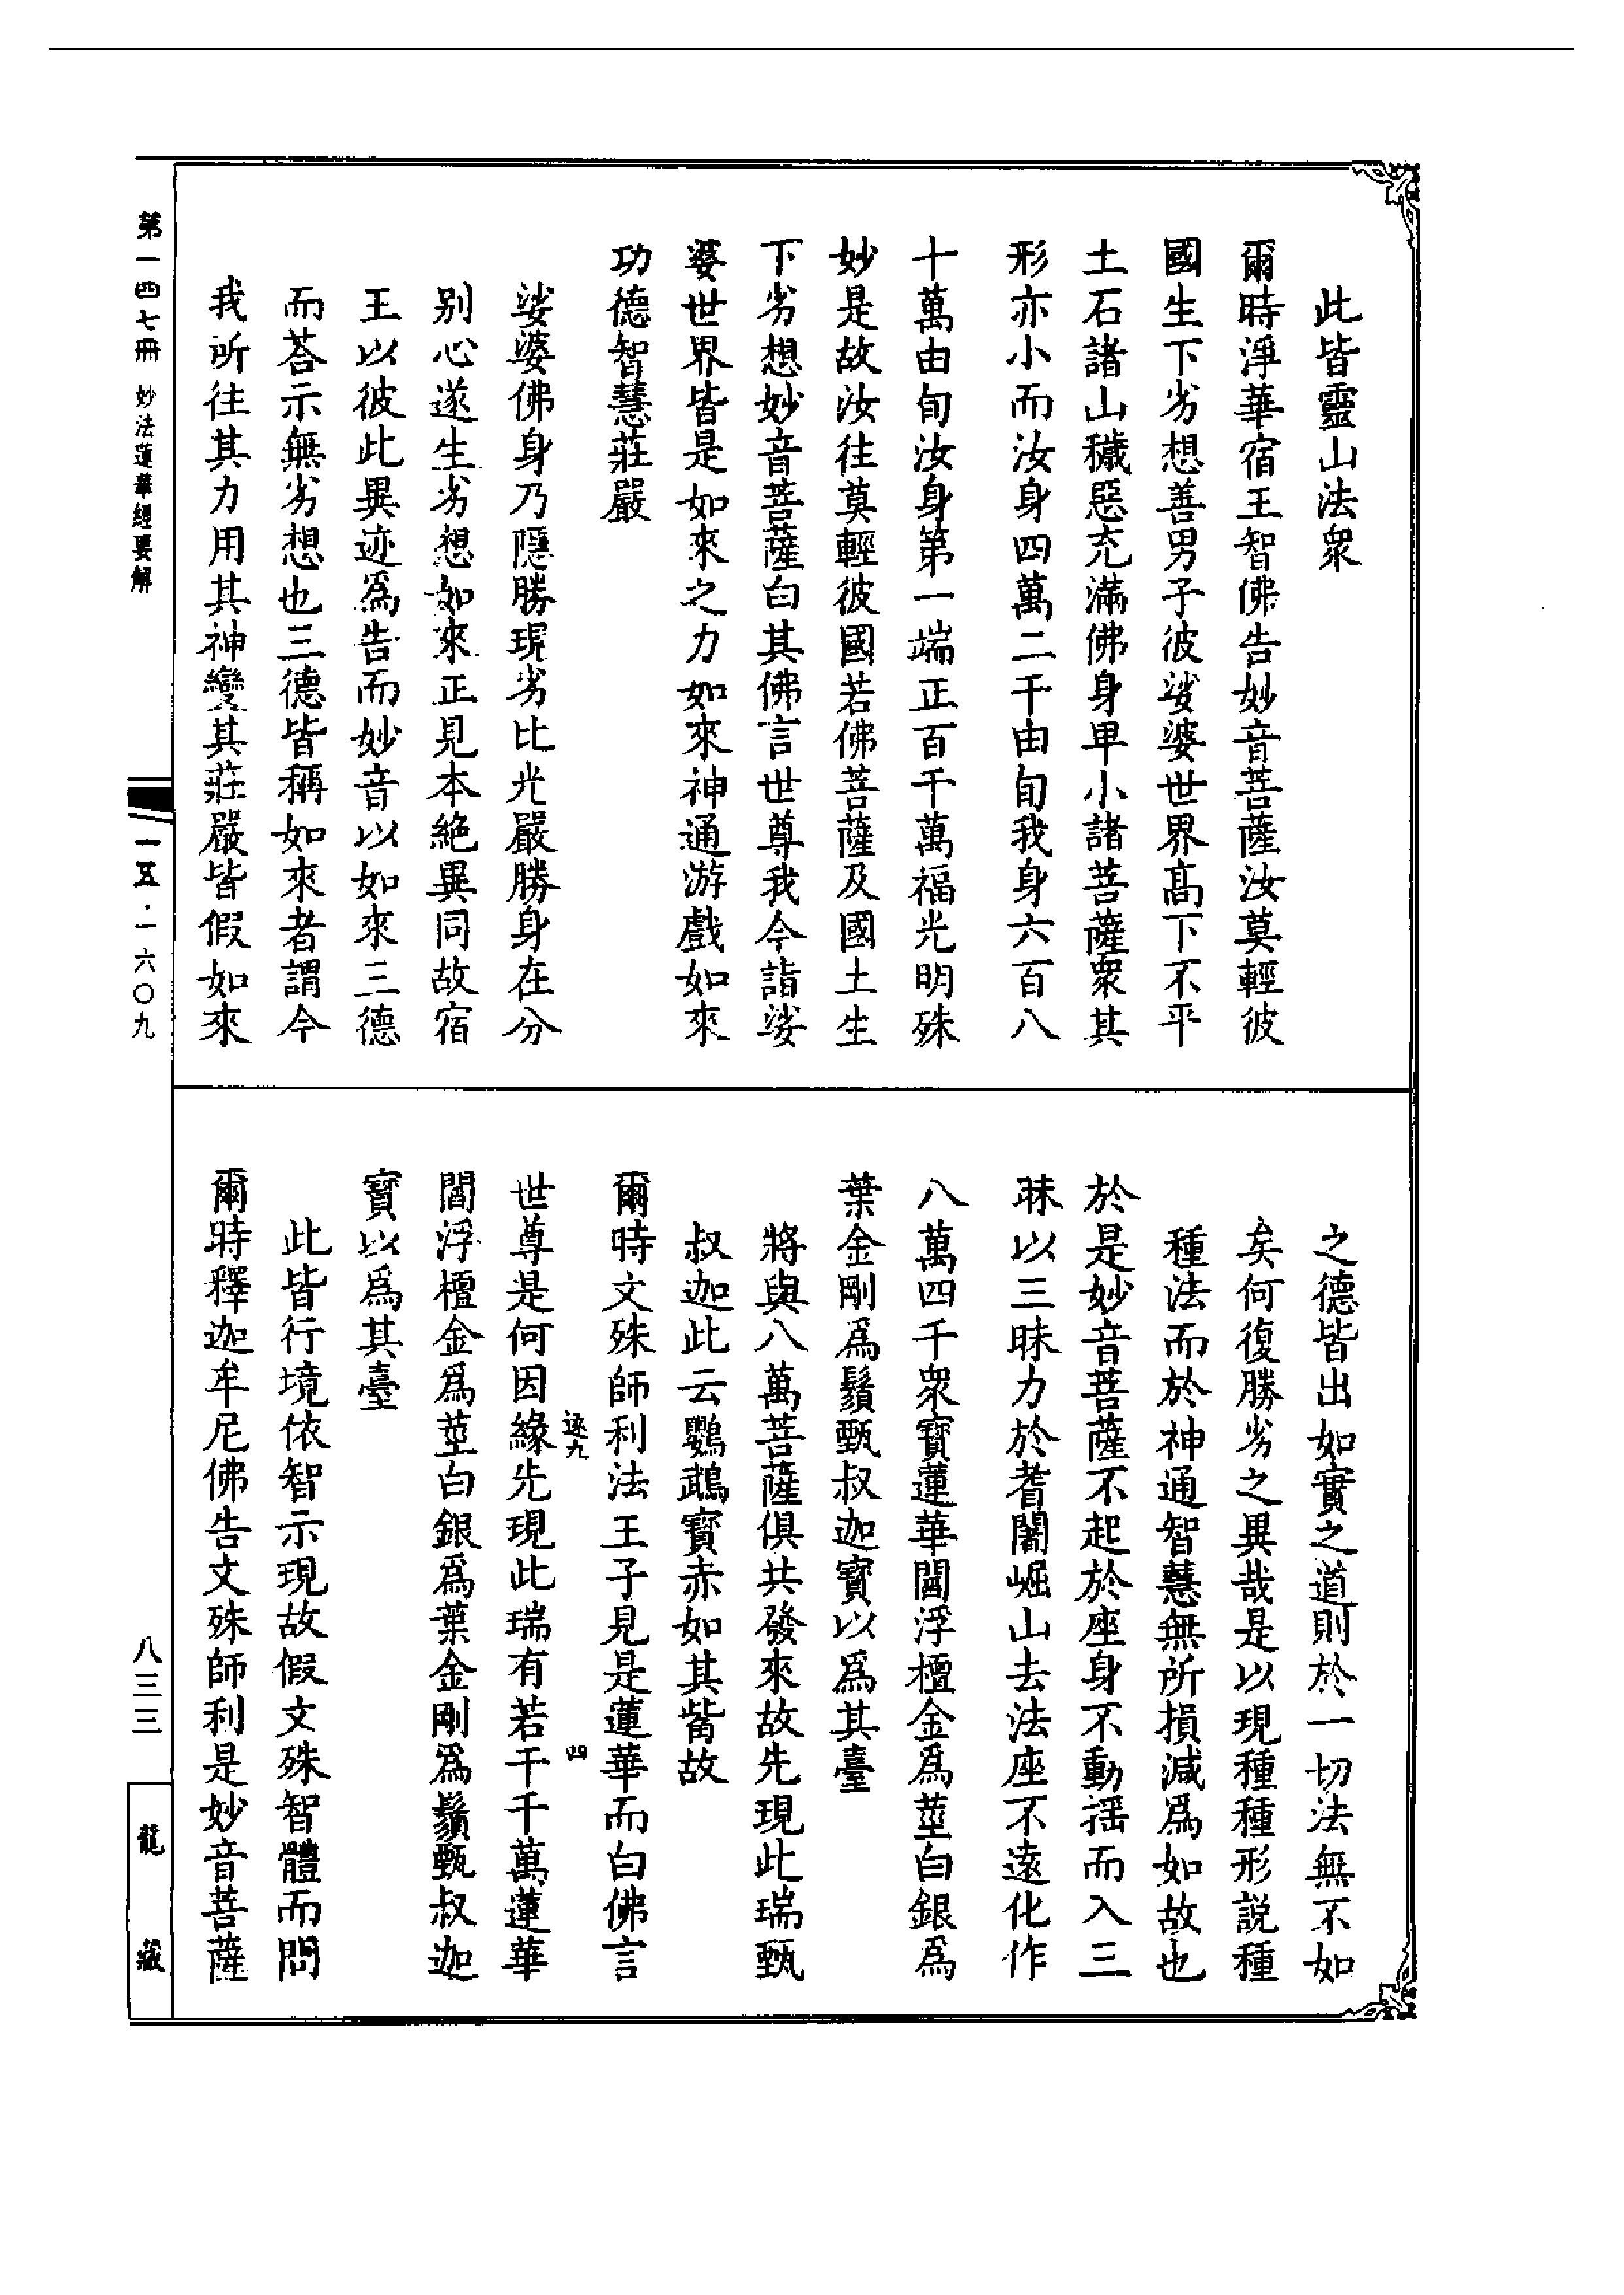 此皆靈山法衆
爾時淨華宿王智佛告妙音菩薩汝莫輕彼
國生下劣想善男子彼娑婆世界高下不平
土石諸山穢惡充滿佛身卑小諸菩薩衆其
形亦小而汝身四萬二千由旬我身六百八
十萬由旬汝身第一端正百千萬福光明殊
妙是故汝往莫輕彼國若佛菩薩及國土生
下劣想妙音菩薩白其佛言世尊我今詣娑
婆世界皆是如來之力如來神通游戲如來
功德智慧莊嚴
娑婆佛身乃隱勝現劣比光嚴勝身在分
別心遂生劣想如來正見本絶異同故宿
王以彼此異迹爲告而妙音以如來三德
而荅示無劣想也三德皆稱如來者謂今
我所往其力用其神變其莊嚴皆假如來
之德皆出如實之道則於一切法無不如
矣何復勝劣之異哉是以現種種形説種
種法而於神通智慧無所損減爲如故也
於是妙音菩薩不起於座身不動揺而入三
昧以三昧力於耆闍崛山去法座不遠化作
八萬四千衆寶蓮華閻浮檀金爲莖白銀爲
葉金剛爲鬚甄叔迦寶以爲其臺
將與八萬菩薩俱共發來故先現此瑞甄
叔迦此云鸚鵡寶赤如其觜故
爾時文殊師利法王子見是蓮華而白佛言
逐九
四
世尊是何因緣先現此瑞有若干千萬蓮華
閻浮檀金爲莖白銀爲葉金剛爲鬚甄叔迦
寶以爲其臺
此皆行境依智示現故假文殊智體而問
爾時釋迦牟尼佛告文殊師利是妙音菩薩
第一四七冊 妙法蓮華經要解
一五·一六〇九
八三三
龍藏